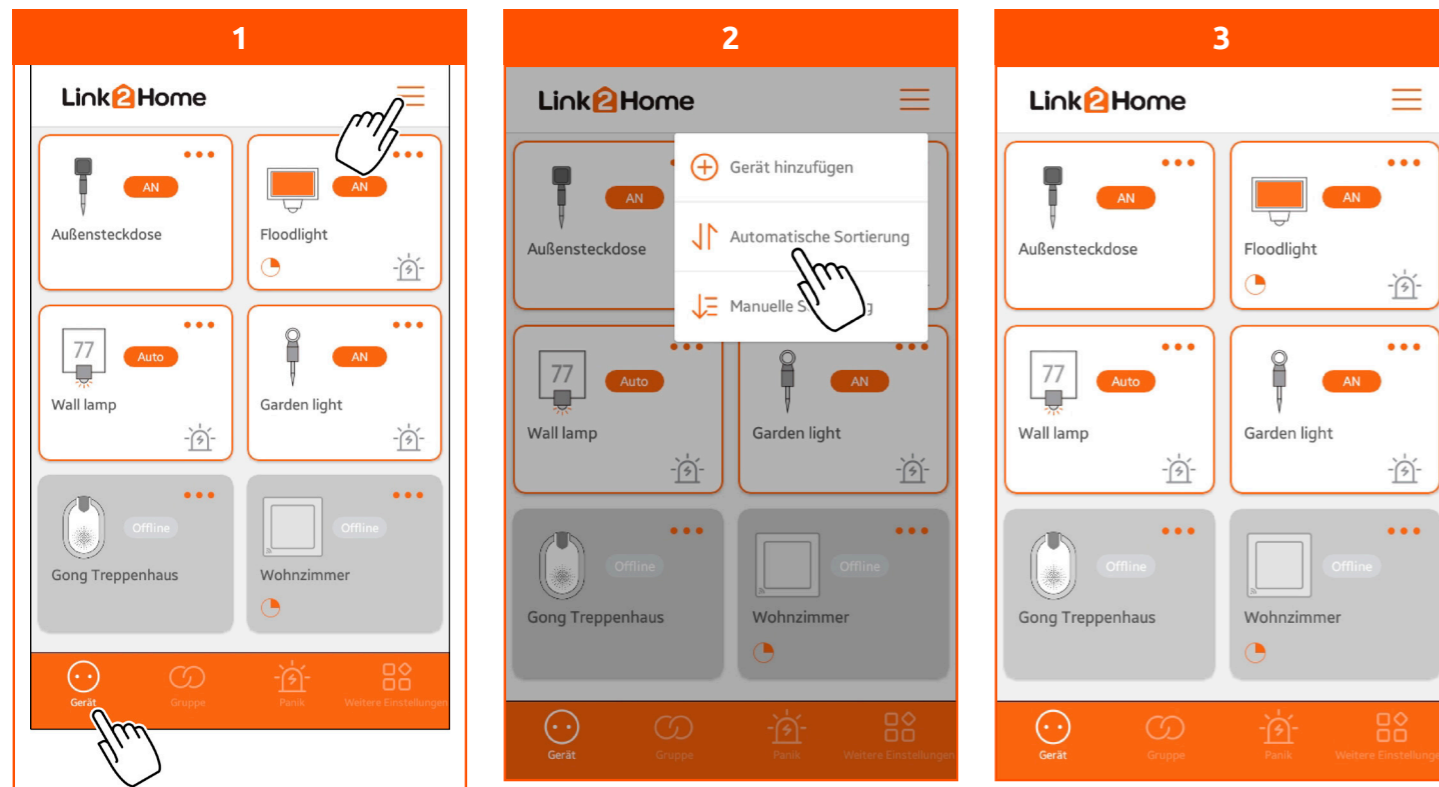 1
Link2Home
AN
AN
Außensteckdose
Floodlight
77
Auto
AN
Wall lamp
Garden light
Offline
Offline
Gong Treppenhaus
Wohnzimmer
Gerät
Gruppe
Panik
Weitere Einstellungen
2
Link2Home
Gerät hinzufügen
AN
Automatische Sortierung
Außensteckdose
Manuelle S g
77
Auto
AN
Wall lamp
Garden light
Offline
Offline
Gong Treppenhaus
Wohnzimmer
Gerät
Gruppe
Panik
Weitere Einstellungen
3
Link2Home
AN
AN
Außensteckdose
Floodlight
77
Auto
AN
Wall lamp
Garden light
Offline
Offline
Gong Treppenhaus
Wohnzimmer
Gerät
Gruppe
Panik
Weitere Einstellunge